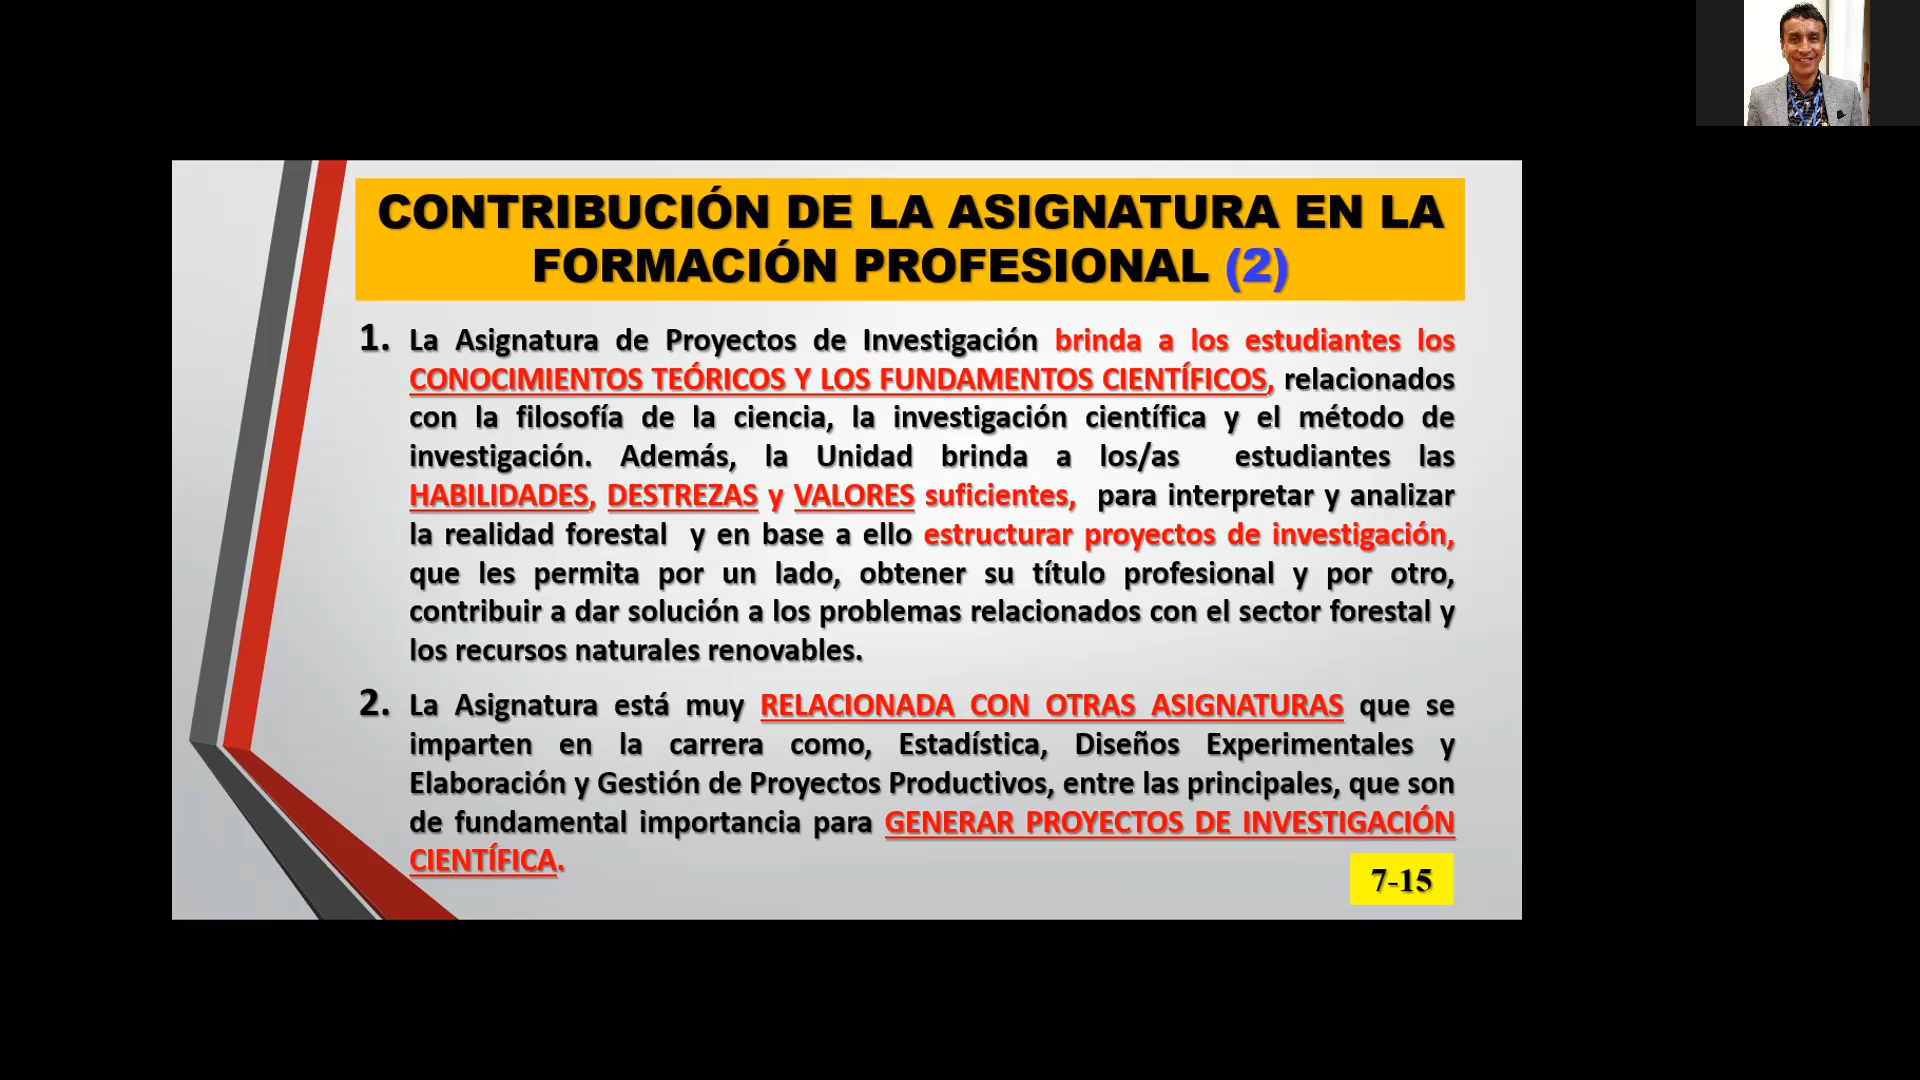 CONTRIBUCIÓN DE LA ASIGNATURA EN LA
FORMACIÓN PROFESIONAL (2)
1. La Asignatura de Proyectos de Investigación brinda a los estudiantes los
CONOCIMIENTOS TEÓRICOS Y LOS FUNDAMENTOS CIENTÍFICOS, relacionados
con la filosofía de la ciencia, la investigación científica y el método de
investigación. Además, la Unidad brinda a los/as estudiantes las
HABILIDADES, DESTREZAS y VALORES suficientes, para interpretar y analizar
la realidad forestal y en base a ello estructurar proyectos de investigación,
que les permita por un lado, obtener su título profesional y por otro,
contribuir a dar solución a los problemas relacionados con el sector forestal y
los recursos naturales renovables.
2. La Asignatura está muy RELACIONADA CON OTRAS ASIGNATURAS que se
imparten en la carrera como, Estadística, Diseños Experimentales y
Elaboración y Gestión de Proyectos Productivos, entre las principales, que son
de fundamental importancia para GENERAR PROYECTOS DE INVESTIGACIÓN
CIENTÍFICA.
7-15